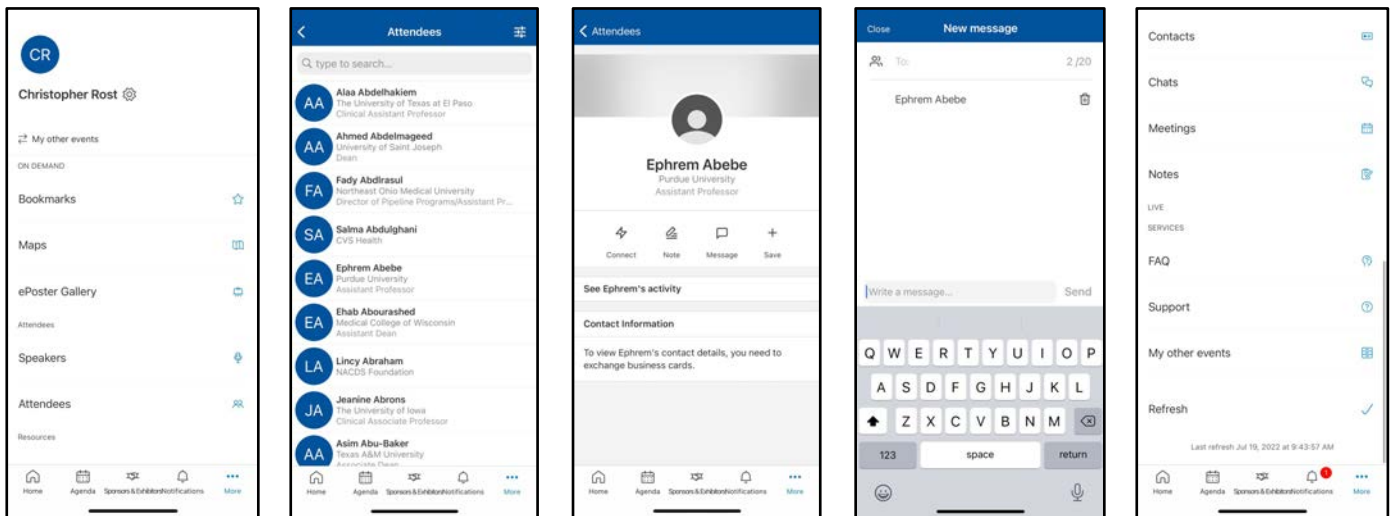 CR
Christopher Rost
My other events
ON DEMAND
Bookmarks
Maps
ePoster Gallery
Attendees
Speakers
Attendees
Resources
Home Agenda Sponsors & Exhibitors Notifications More
Attendees
type to search...
AA
Alaa Abdelhakiem
The University of Texas at El Paso
Clinical Assistant Professor
AA
Ahmed Abdelmageed
University of Saint Joseph
Dean
FA
Fady Abdlrasul
Northeast Ohio Medical University
Director of Pipeline Programs/Assistant Pr...
SA
Salma Abdulghani
CVS Health
EA
Ephrem Abebe
Purdue University
Assistant Professor
EA
Ehab Abourashed
Medical College of Wisconsin
Assistant Dean
LA
Lincy Abraham
NACDS Foundation
JA
Jeanine Abrons
The University of Iowa
Clinical Associate Professor
AA
Asim Abu-Baker
Texas A&M University
Associate Dean
Home Agenda Sponsors & Exhibitors Notifications More
Attendees
Ephrem Abebe
Purdue University
Assistant Professor
Connect Note Message Save
See Ephrem's activity
Contact Information
To view Ephrem's contact details, you need to
exchange business cards.
Home Agenda Sponsors & Exhibitors Notifications More
Close New message
To: 2 /20
Ephrem Abebe
Write a message... Send
Q W E R T Y U I O P
A S D F G H J K L
Z X C V B N M
123 space return
Contacts
Chats
Meetings
Notes
LIVE
SERVICES
FAQ
Support
My other events
Refresh
Last refresh Jul 19, 2022 at 9:43:57 AM
1
Home Agenda Sponsors & Exhibitors Notifications More